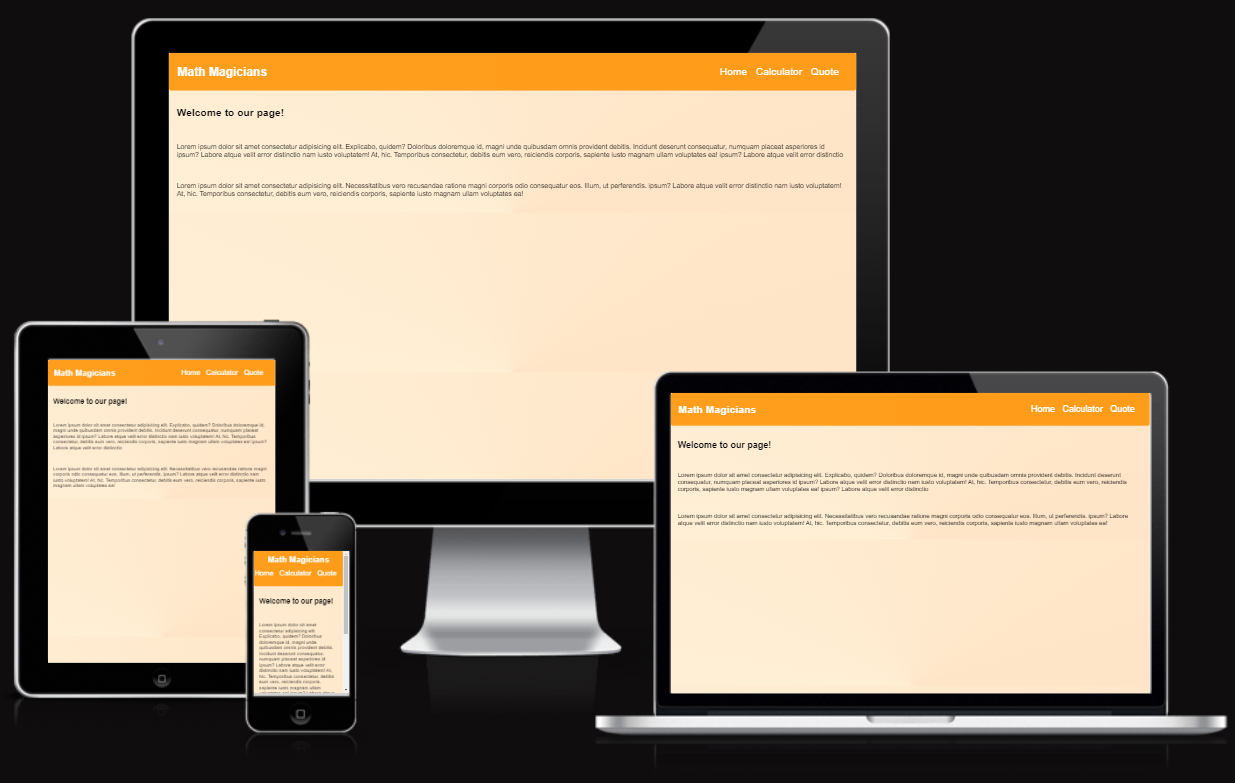 Math Magicians
Home Calculator Quote
Welcome to our page!
Lorem ipsum dolor sit amet consectetur adipisicing elit. Explicabo, quidem? Doloribus doloremque id, magni unde quibusdam omnis provident debitis. Incidunt deserunt consequatur, numquam placeat asperiores id
ipsum? Labore atque velit error distinctio nam iusto voluptatem! At, hic. Temporibus consectetur, debitis eum vero, reiciendis corporis, sapiente iusto magnam ullam voluptates ea! ipsum? Labore atque velit error distinctio
Lorem ipsum dolor sit amet consectetur adipisicing elit. Necessitatibus vero recusandae ratione magni corporis odio consequatur eos. Illum, ut perferendis. ipsum? Labore atque velit error distinctio nam iusto voluptatem!
At, hic. Temporibus consectetur, debitis eum vero, reiciendis corporis, sapiente iusto magnam ullam voluptates ea!
Math Magicians
Home Calculator Quote
Welcome to our page!
Lorem ipsum dolor sit amet consectetur adipisicing elit. Explicabo, quidem? Doloribus doloremque id,
magni unde quibusdam omnis provident debitis. Incidunt deserunt consequatur, numquam placeat
asperiores id ipsum? Labore atque velit error distinctio nam iusto voluptatem! At, hic. Temporibus
consectetur, debitis eum vero, reiciendis corporis, sapiente iusto magnam ullam voluptates ea! ipsum?
Labore atque velit error distinctio
Lorem ipsum dolor sit amet consectetur adipisicing elit. Necessitatibus vero recusandae ratione magni
corporis odio consequatur eos. Illum, ut perferendis. ipsum? Labore atque velit error distinctio nam iusto
voluptatem! At, hic. Temporibus consectetur, debitis eum vero, reiciendis corporis, sapiente iusto
magnam ullam voluptates ea!
Math Magicians
Home Calculator Quote
Welcome to our page!
Lorem ipsum dolor sit amet
consectetur adipisicing elit.
Explicabo, quidem? Doloribus
doloremque id, magni unde
quibusdam omnis provident debitis.
Incidunt deserunt consequatur,
numquam placeat asperiores id
ipsum? Labore atque velit error
distinctio nam iusto voluptatem! At,
hic. Temporibus consectetur, debitis
eum vero, reiciendis corporis,
sapiente iusto magnam ullam
Math Magicians
Home Calculator Quote
Welcome to our page!
Lorem ipsum dolor sit amet consectetur adipisicing elit. Explicabo, quidem? Doloribus doloremque id, magni unde quibusdam omnis provident debitis. Incidunt deserunt
consequatur, numquam placeat asperiores id ipsum? Labore atque velit error distinctio nam iusto voluptatem! At, hic. Temporibus consectetur, debitis eum vero, reiciendis
corporis, sapiente iusto magnam ullam voluptates ea! ipsum? Labore atque velit error distinctio
Lorem ipsum dolor sit amet consectetur adipisicing elit. Necessitatibus vero recusandae ratione magni corporis odio consequatur eos. Illum, ut perferendis. ipsum? Labore
atque velit error distinctio nam iusto voluptatem! At, hic. Temporibus consectetur, debitis eum vero, reiciendis corporis, sapiente iusto magnam ullam voluptates ea!